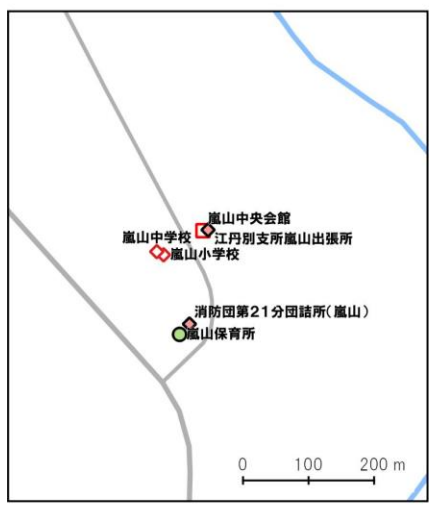 嵐山中央会館
嵐山中学校
江丹別支所嵐山出張所
嵐山小学校
消防団第21分団詰所(嵐山)
嵐山保育所
0 100 200 m